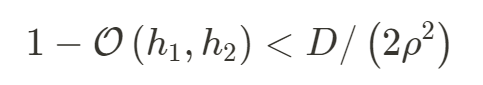 1 − 𝒪 (h₁, h₂) < D/ (2ρ²)